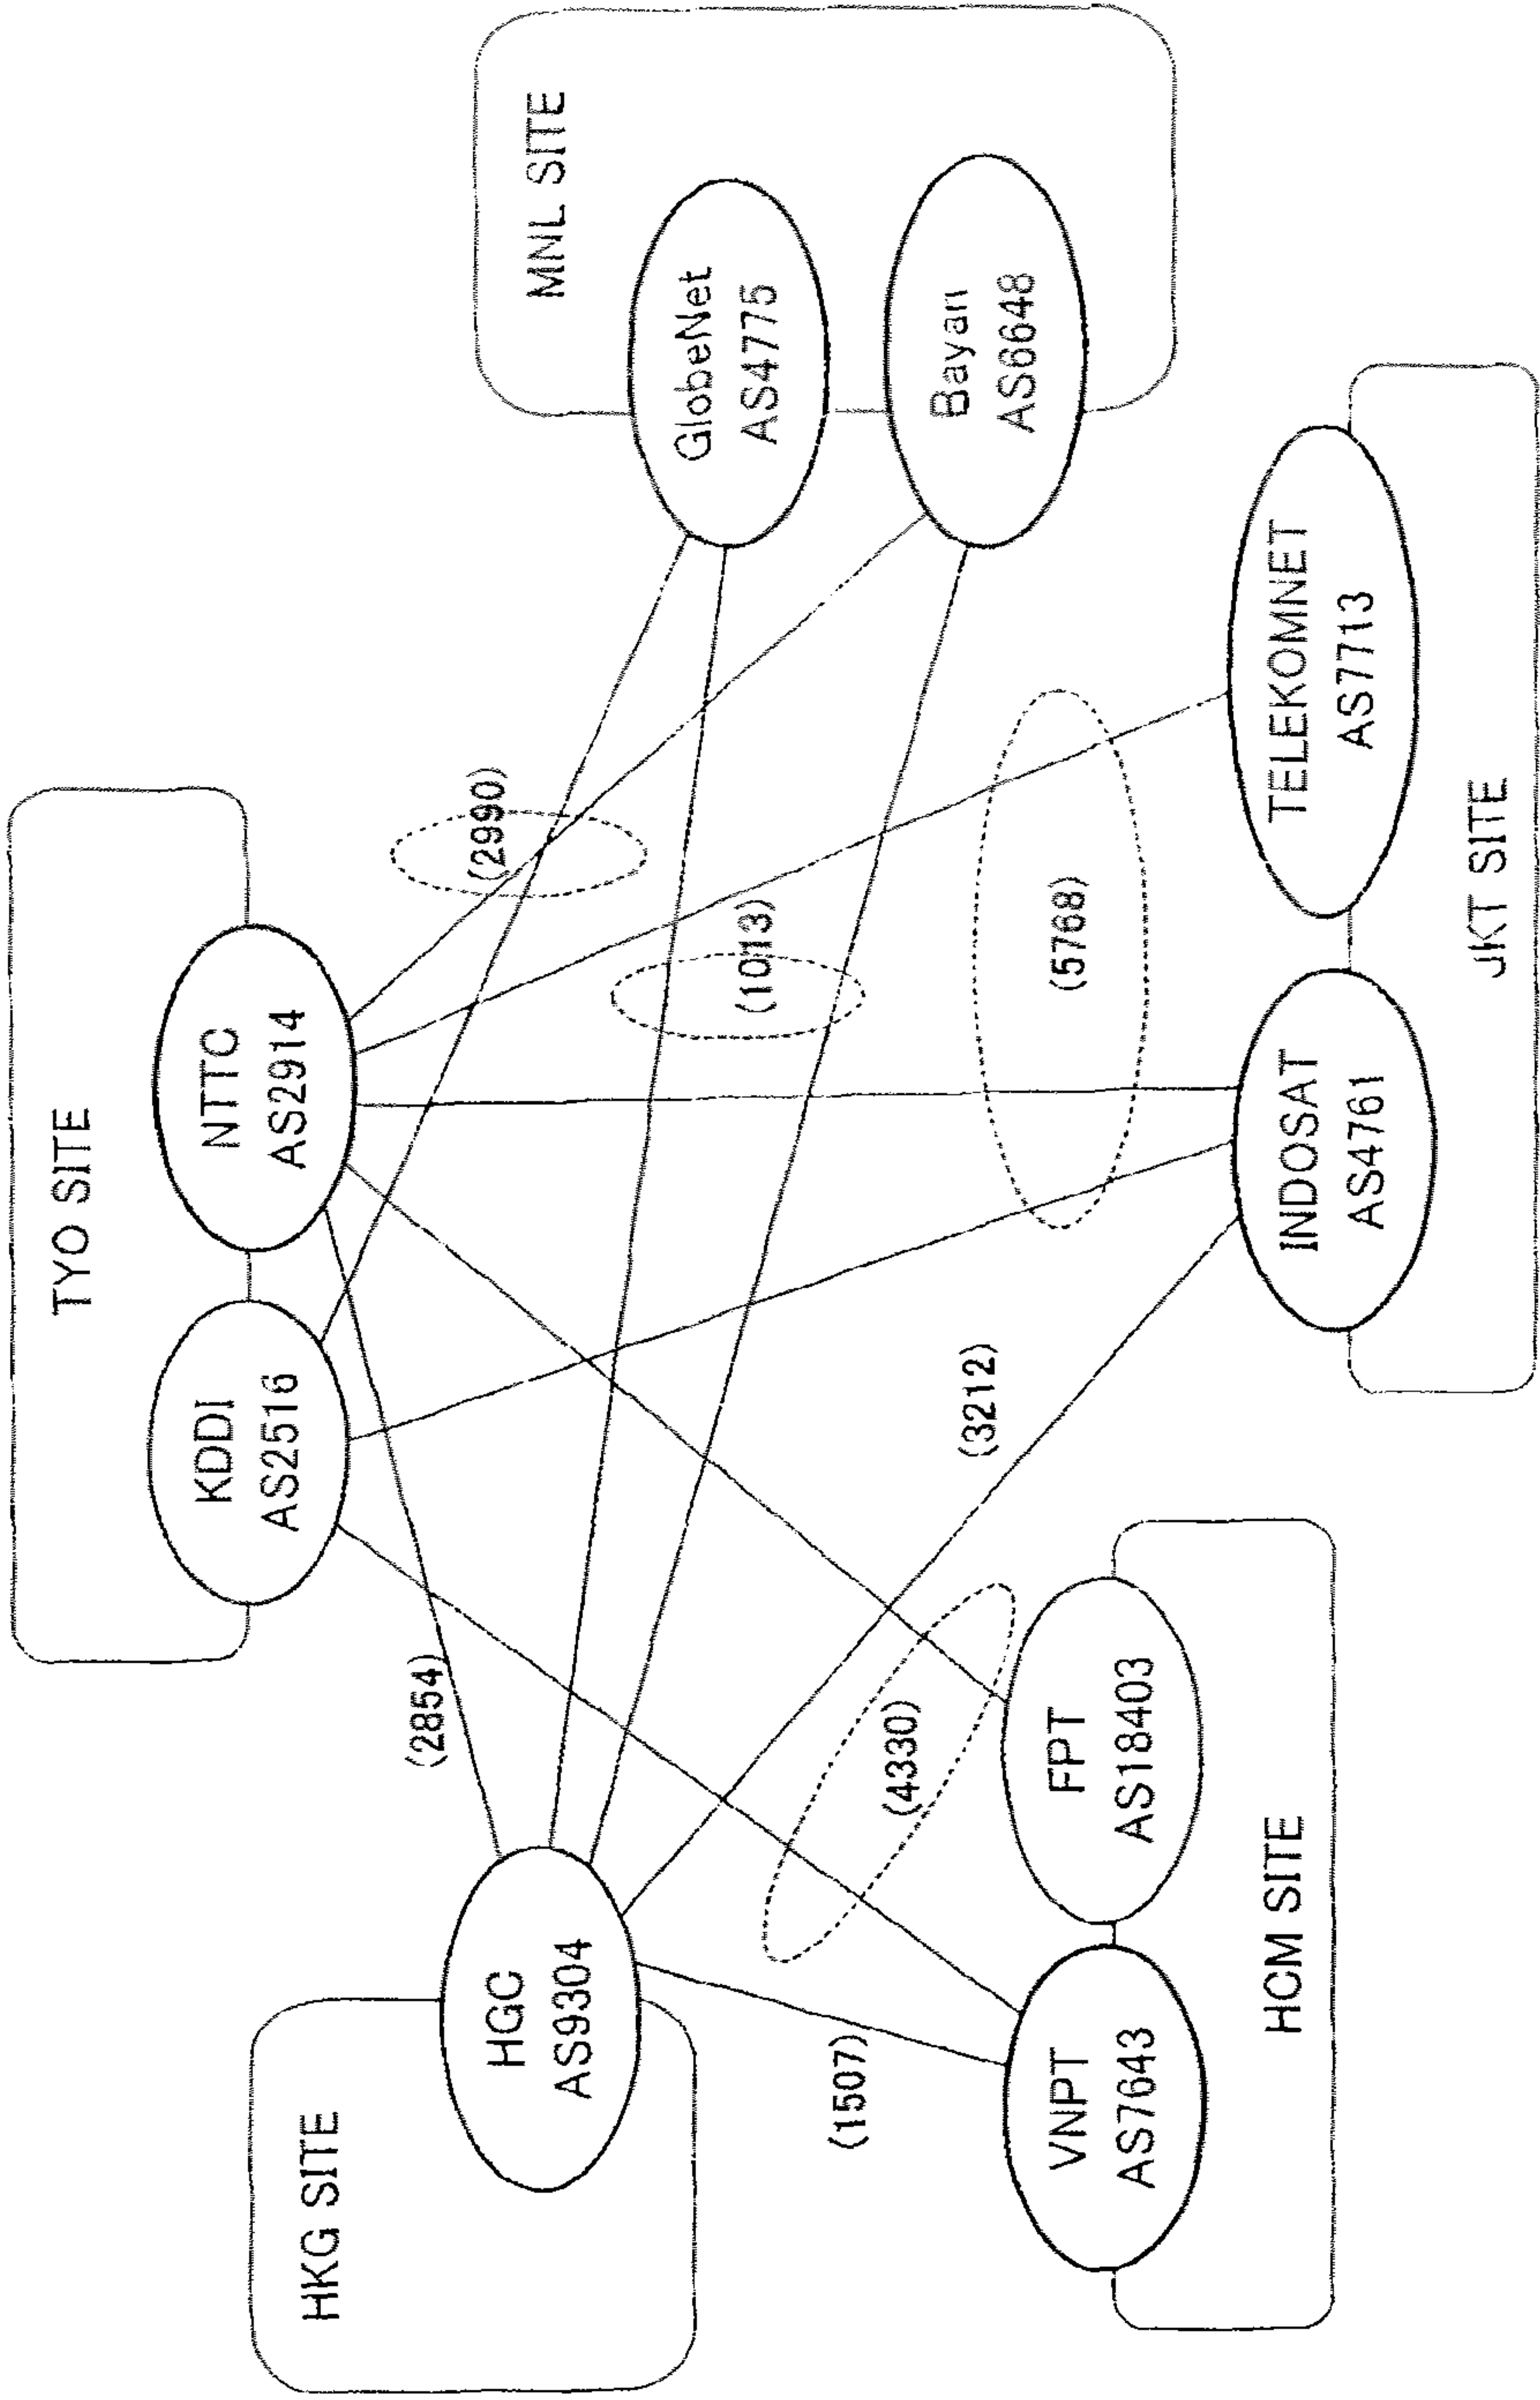 TYO SITE
KDDI
AS2516
NTTC
AS2914
HKG SITE
HGC
AS9304
MNL SITE
GlobeNet
AS4775
Bayan
AS6648
(2854)
(2990)
(1013)
(1507)
(4330)
(3212)
(5768)
VNPT
AS7643
FPT
AS18403
HCM SITE
INDOSAT
AS4761
TELEKOMNET
AS7713
JKT SITE